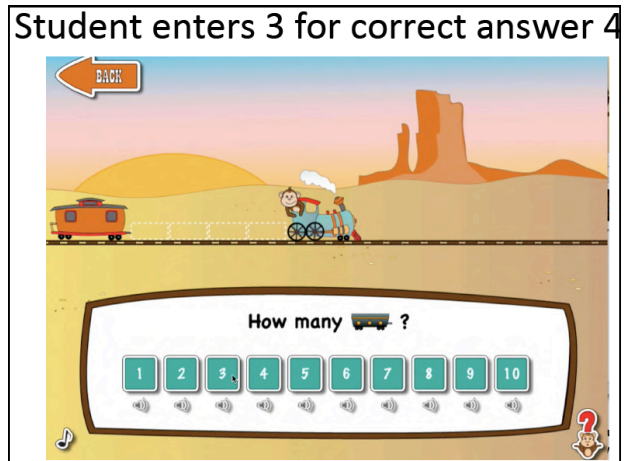 Student enters 3 for correct answer 4
BACK
How many ?
1 2 3 4 5 6 7 8 9 10
?